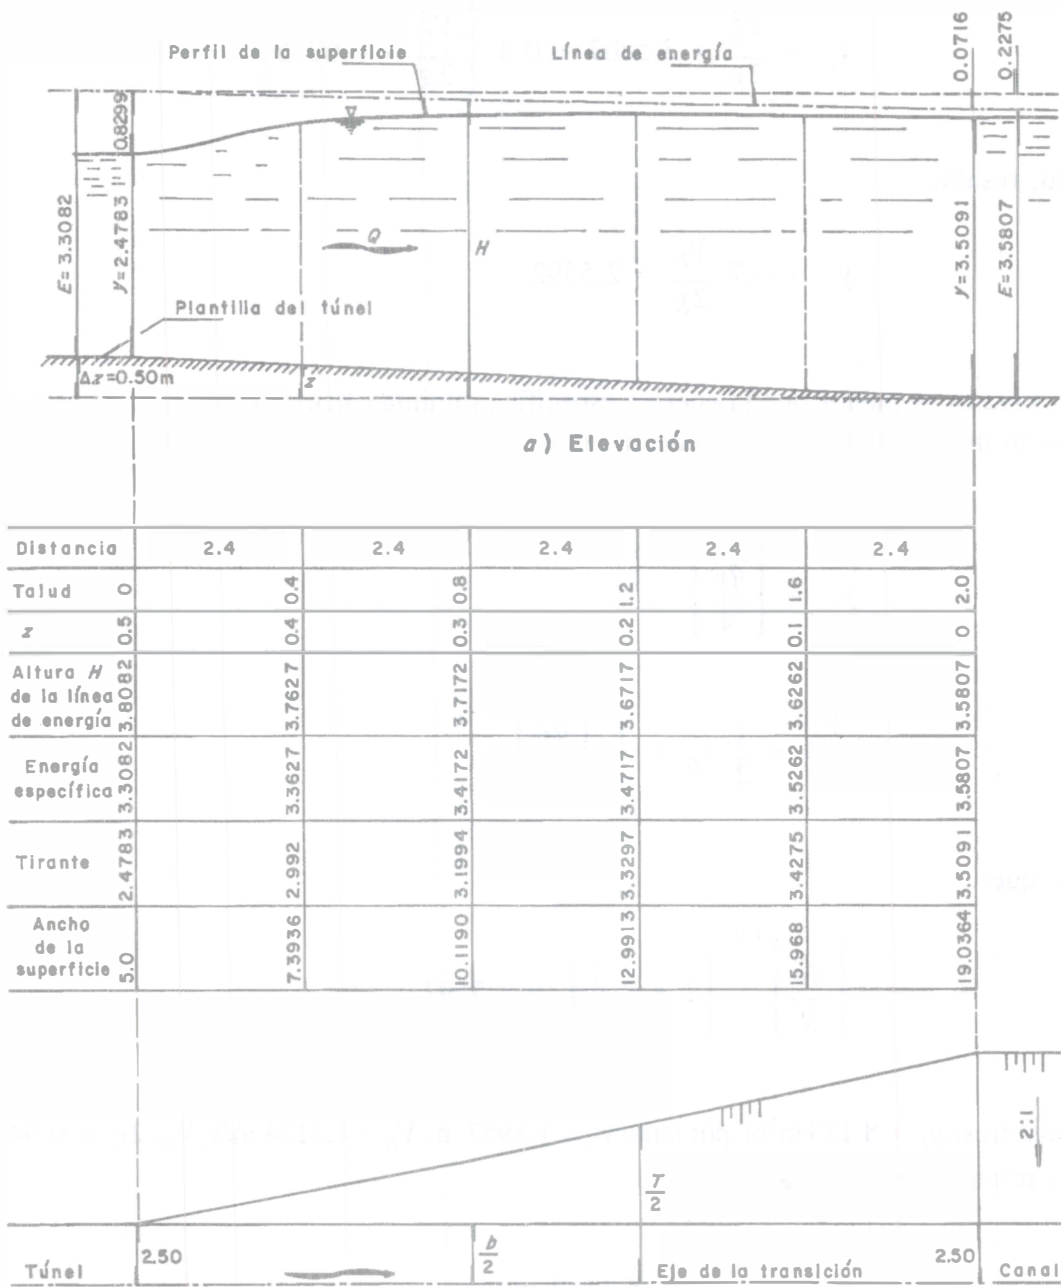 Perfil de la superficie
Línea de energía
0.0716
0.2275
0.8299
E=3.3082
y=2.4783
Q
H
y=3.5091
E=3.5807
Plantilla del túnel
Δz=0.50m
z
a) Elevación
Distancia 2.4 2.4 2.4 2.4 2.4
Talud 0 0.4 0.8 1.2 1.6 2.0
z 0.5 0.4 0.3 0.2 0.1 0
Altura H
de la línea
de energía 3.8082 3.7627 3.7172 3.6717 3.6262 3.5807
Energía
específica 3.3082 3.3627 3.4172 3.4717 3.5262 3.5807
Tirante 2.4783 2.992 3.1994 3.3297 3.4275 3.5091
Ancho
de la
superficie 5.0 7.3936 10.1190 12.9913 15.968 19.0364
2:1
T/2
2.50
b/2
2.50
Túnel
Eje de la transición
Canal